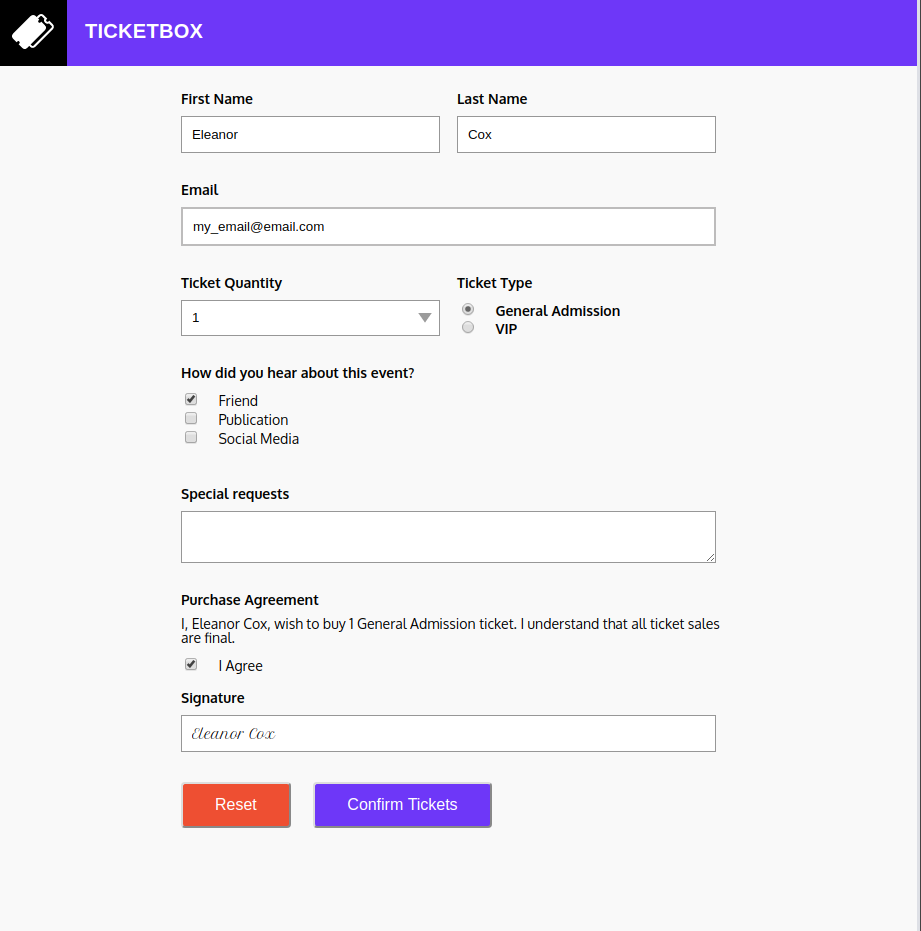 TICKETBOX
First Name
Last Name
Eleanor
Cox
Email
my_email@email.com
Ticket Quantity
Ticket Type
1
General Admission
VIP
How did you hear about this event?
Friend
Publication
Social Media
Special requests
Purchase Agreement
I, Eleanor Cox, wish to buy 1 General Admission ticket. I understand that all ticket sales
are final.
I Agree
Signature
Eleanor Cox
Reset
Confirm Tickets